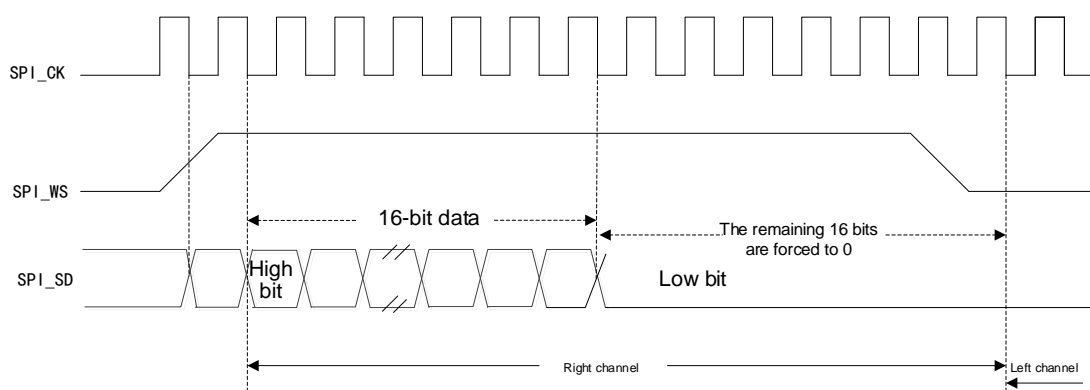 SPI_CK
SPI_WS
16-bit data
The remaining 16 bits
are forced to 0
SPI_SD
High
bit
Low bit
Right channel
Left channel